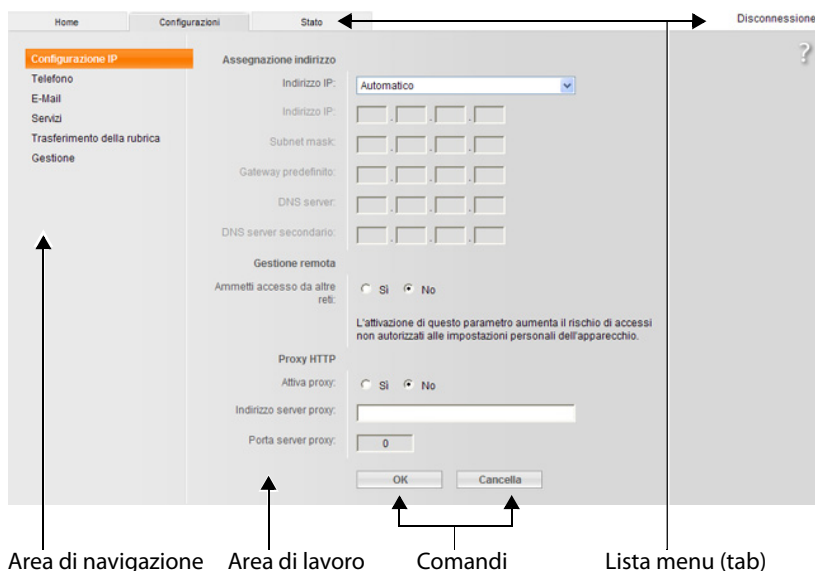 Home
Configurazioni
Stato
Disconnessione
?
Configurazione IP
Telefono
E-Mail
Servizi
Trasferimento della rubrica
Gestione
Assegnazione indirizzo
Indirizzo IP:
Automatico
Indirizzo IP:
. . .
Subnet mask:
. . .
Gateway predefinito:
. . .
DNS server:
. . .
DNS server secondario:
. . .
Gestione remota
Ammetti accesso da altre
reti:
Sì No
L'attivazione di questo parametro aumenta il rischio di accessi
non autorizzati alle impostazioni personali dell'apparecchio.
Proxy HTTP
Attiva proxy:
Sì No
Indirizzo server proxy:
Porta server proxy:
0
OK
Cancella
Area di navigazione
Area di lavoro
Comandi
Lista menu (tab)